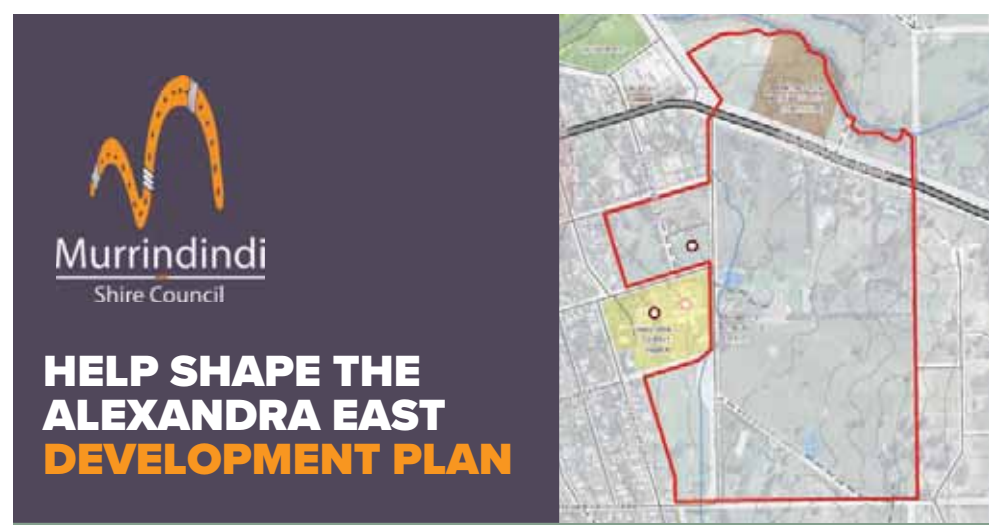 Murrindindi
Shire Council
HELP SHAPE THE
ALEXANDRA EAST
DEVELOPMENT PLAN